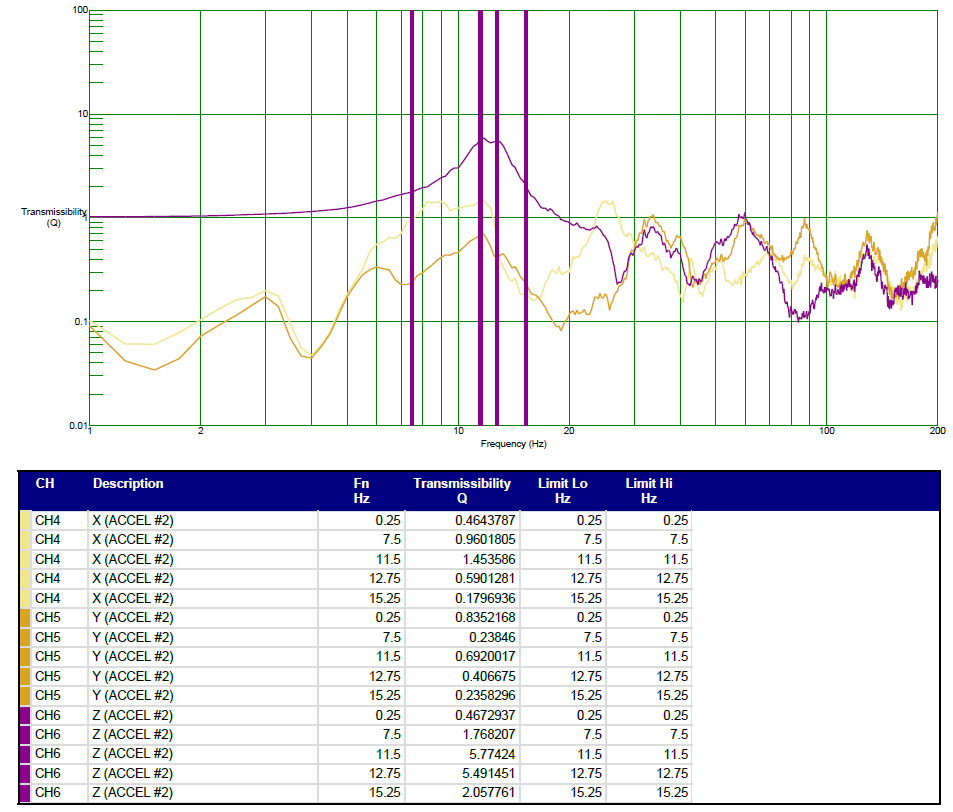 100
10
Transmissibility
(Q)
1
0.1
0.01
1 2 10 20 100 200
Frequency (Hz)
CH Description Fn Transmissibility Limit Lo Limit Hi
Hz Q Hz Hz
CH4 X (ACCEL #2) 0.25 0.4643787 0.25 0.25
CH4 X (ACCEL #2) 7.5 0.9601805 7.5 7.5
CH4 X (ACCEL #2) 11.5 1.453586 11.5 11.5
CH4 X (ACCEL #2) 12.75 0.5901281 12.75 12.75
CH4 X (ACCEL #2) 15.25 0.1796936 15.25 15.25
CH5 Y (ACCEL #2) 0.25 0.8352168 0.25 0.25
CH5 Y (ACCEL #2) 7.5 0.23846 7.5 7.5
CH5 Y (ACCEL #2) 11.5 0.6920017 11.5 11.5
CH5 Y (ACCEL #2) 12.75 0.406675 12.75 12.75
CH5 Y (ACCEL #2) 15.25 0.2358296 15.25 15.25
CH6 Z (ACCEL #2) 0.25 0.4672937 0.25 0.25
CH6 Z (ACCEL #2) 7.5 1.768207 7.5 7.5
CH6 Z (ACCEL #2) 11.5 5.77424 11.5 11.5
CH6 Z (ACCEL #2) 12.75 5.491451 12.75 12.75
CH6 Z (ACCEL #2) 15.25 2.057761 15.25 15.25